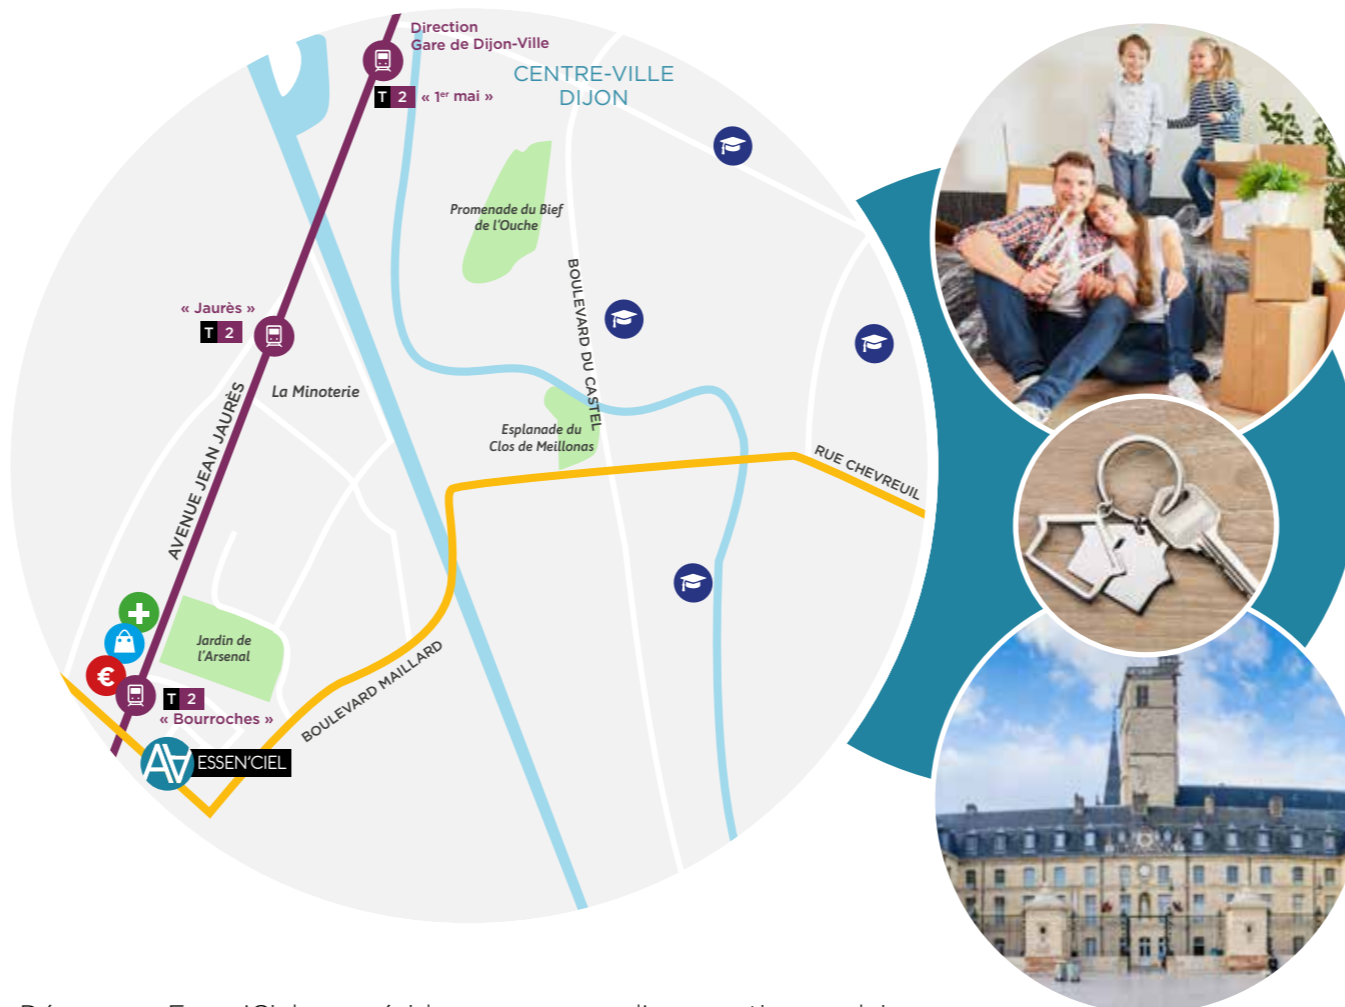 Direction
Gare de Dijon-Ville
T 2 « 1er mai »
CENTRE-VILLE
DIJON
Promenade du Bief
de l'Ouche
BOULEVARD DU CASTEL
« Jaurès »
T 2
La Minoterie
AVENUE JEAN JAURÈS
Esplanade du
Clos de Meillonas
RUE CHEVREUIL
Jardin de
l'Arsenal
€
T 2
« Bourroches »
BOULEVARD MAILLARD
ESSEN'CIEL